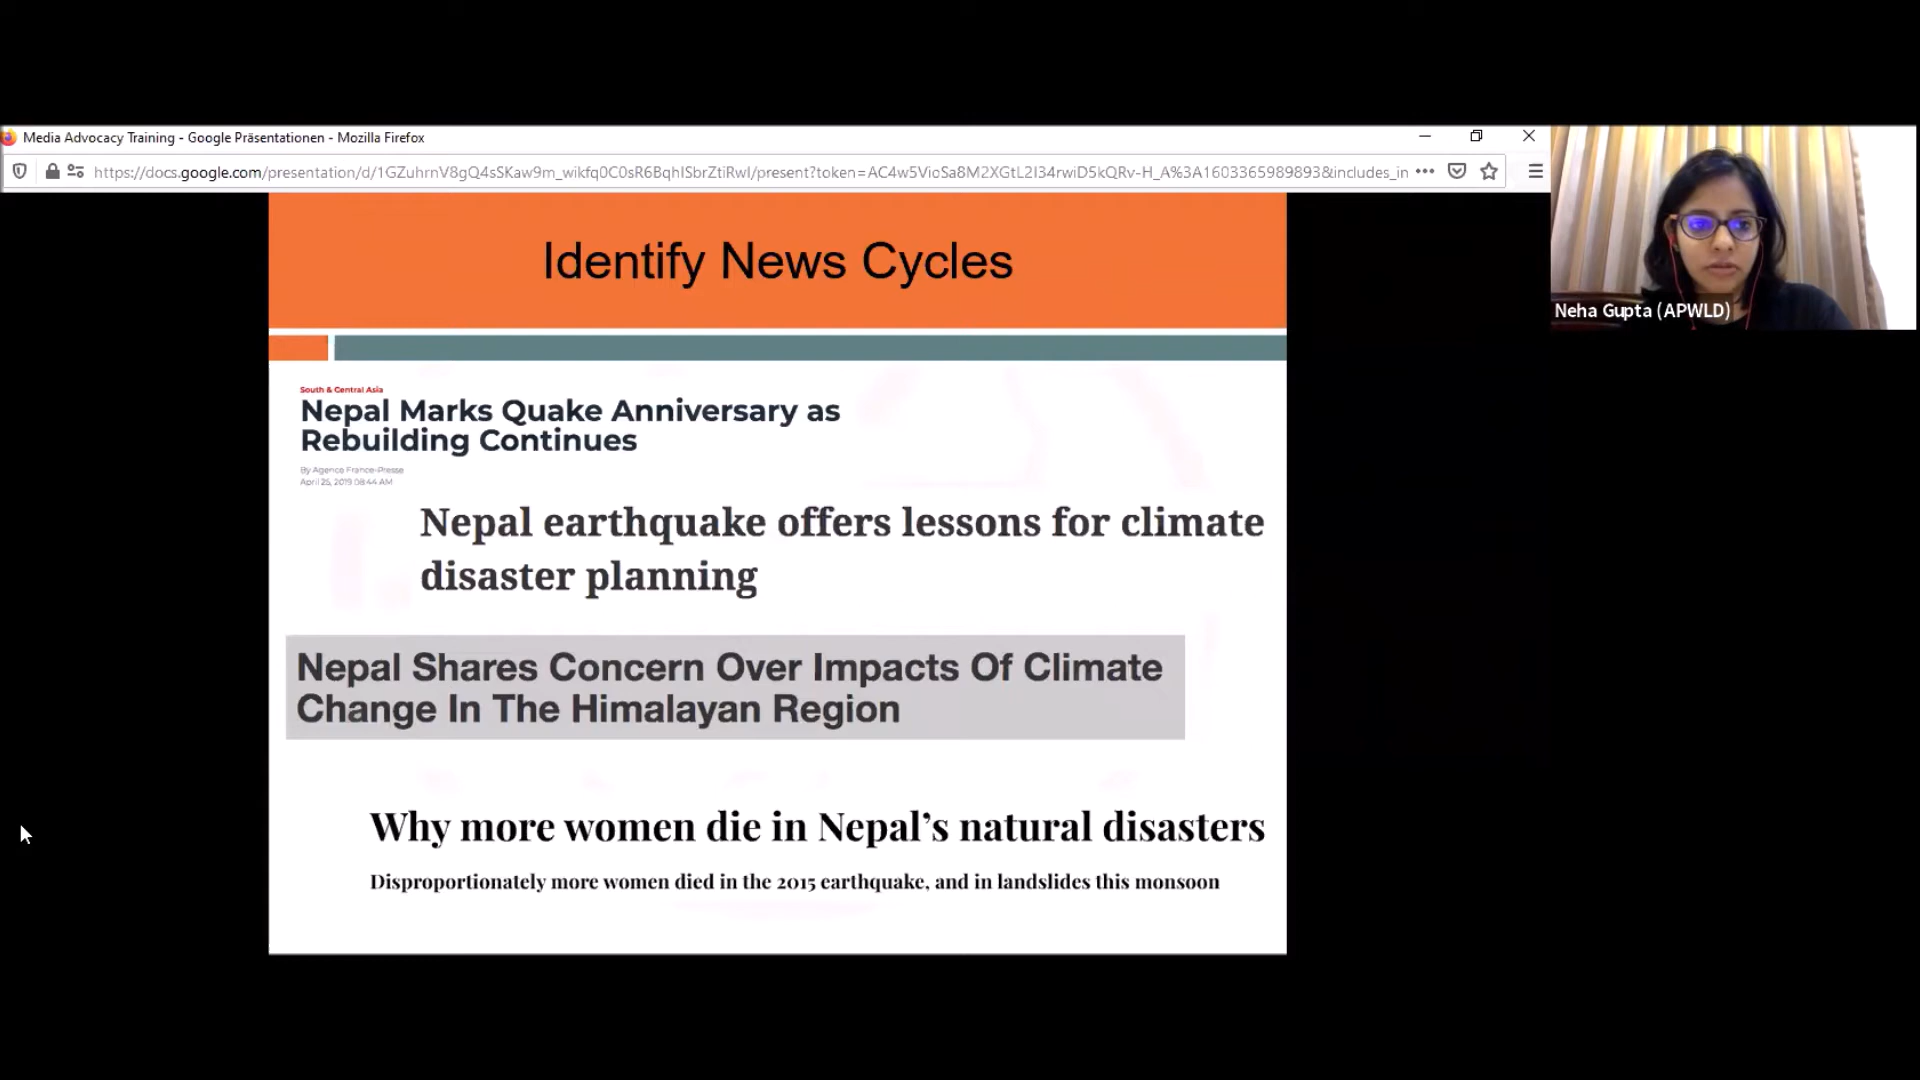 Media Advocacy Training - Google Präsentationen - Mozilla Firefox
https://docs.google.com/presentation/d/1GZuhrnV8gQ4sSKaw9m_wikfq0C0sR6BqhISbrZtiRwI/present?token=AC4w5VioSa8M2XGtL2I34rwiD5kQRv-H_A%3A1603365989893&includes_in
Neha Gupta (APWLD)
Identify News Cycles
South & Central Asia
Nepal Marks Quake Anniversary as
Rebuilding Continues
By Agence France-Presse
April 25, 2019 08:44 AM
Nepal earthquake offers lessons for climate
disaster planning
Nepal Shares Concern Over Impacts Of Climate
Change In The Himalayan Region
Why more women die in Nepal's natural disasters
Disproportionately more women died in the 2015 earthquake, and in landslides this monsoon